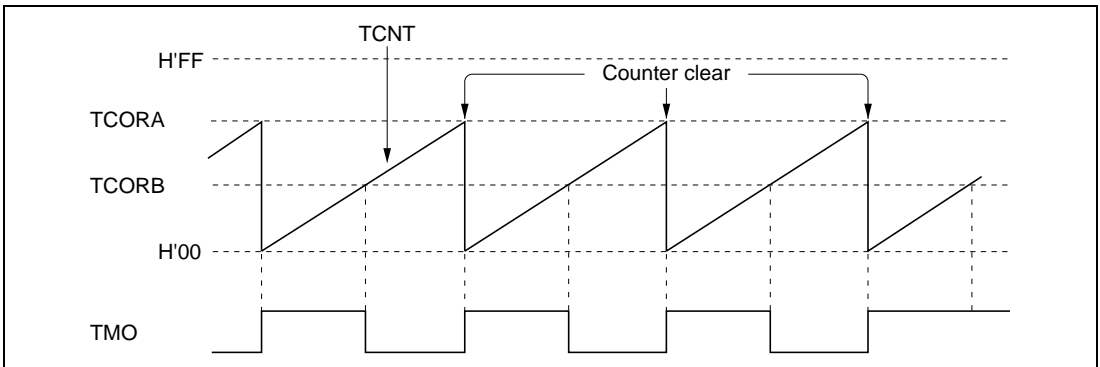 TCNT
H'FF
Counter clear
TCORA
TCORB
H'00
TMO